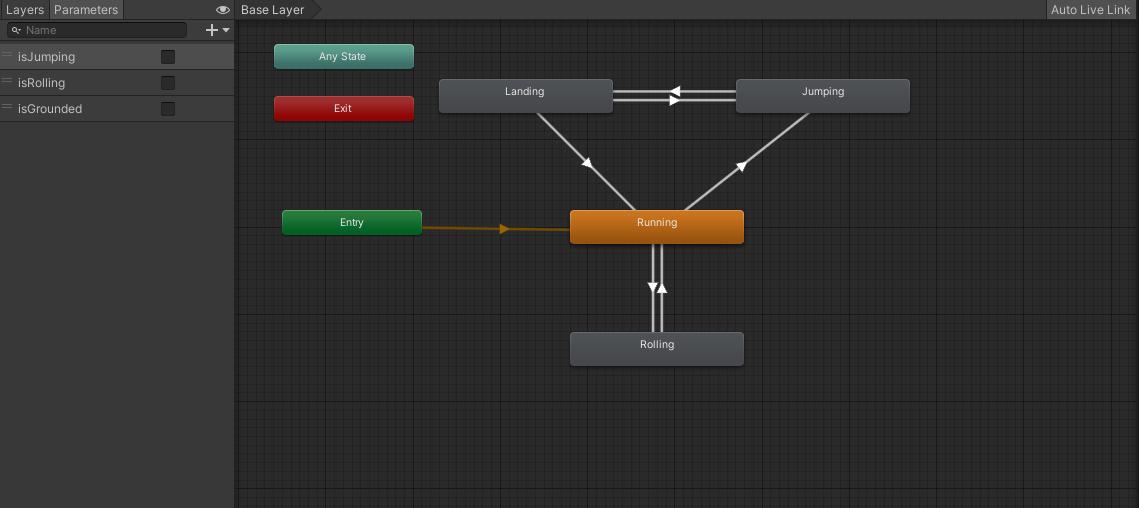 Layers Parameters
Base Layer
Auto Live Link
Name
isJumping
isRolling
isGrounded
Any State
Exit
Landing
Jumping
Entry
Running
Rolling